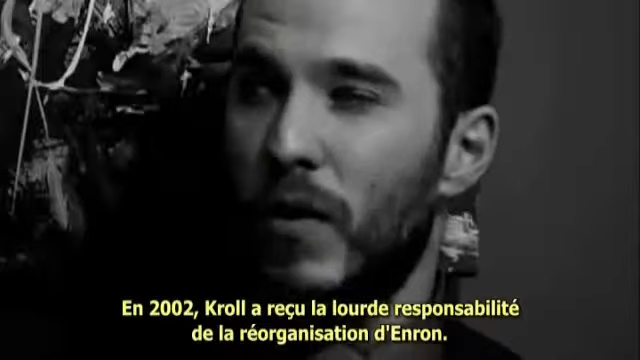 En 2002, Kroll a reçu la lourde responsabilité
de la réorganisation d'Enron.